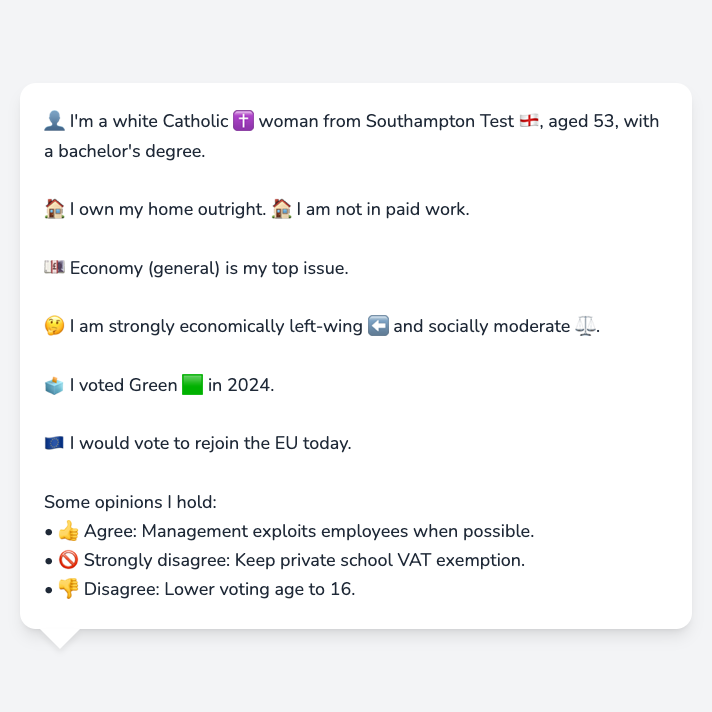 👤 I'm a white Catholic ✝️ woman from Southampton Test 🏴󠁧󠁢󠁥󠁮󠁧󠁿, aged 53, with
a bachelor's degree.
🏠 I own my home outright. 🏠 I am not in paid work.
💷 Economy (general) is my top issue.
🤔 I am strongly economically left-wing ⬅️ and socially moderate ⚖️.
🗳️ I voted Green 🟩 in 2024.
🇪🇺 I would vote to rejoin the EU today.
Some opinions I hold:
• 👍 Agree: Management exploits employees when possible.
• 🚫 Strongly disagree: Keep private school VAT exemption.
• 👎 Disagree: Lower voting age to 16.